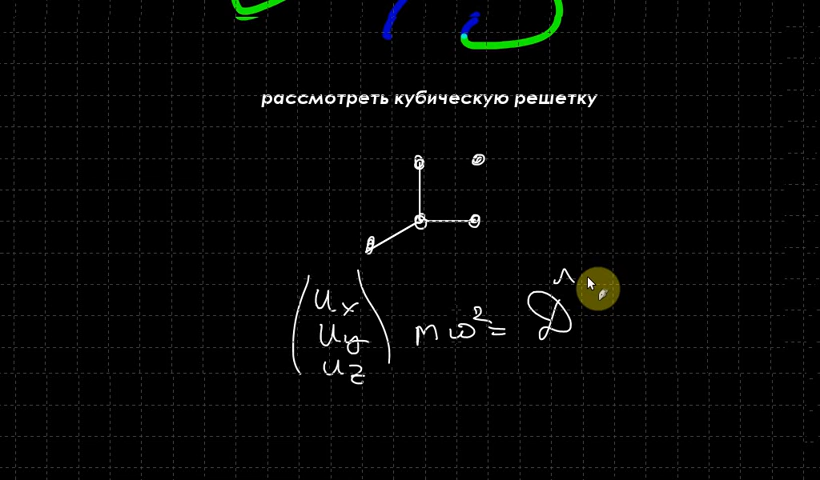 рассмотреть кубическую решетку
u_x
u_y
u_z
mω²= D̂